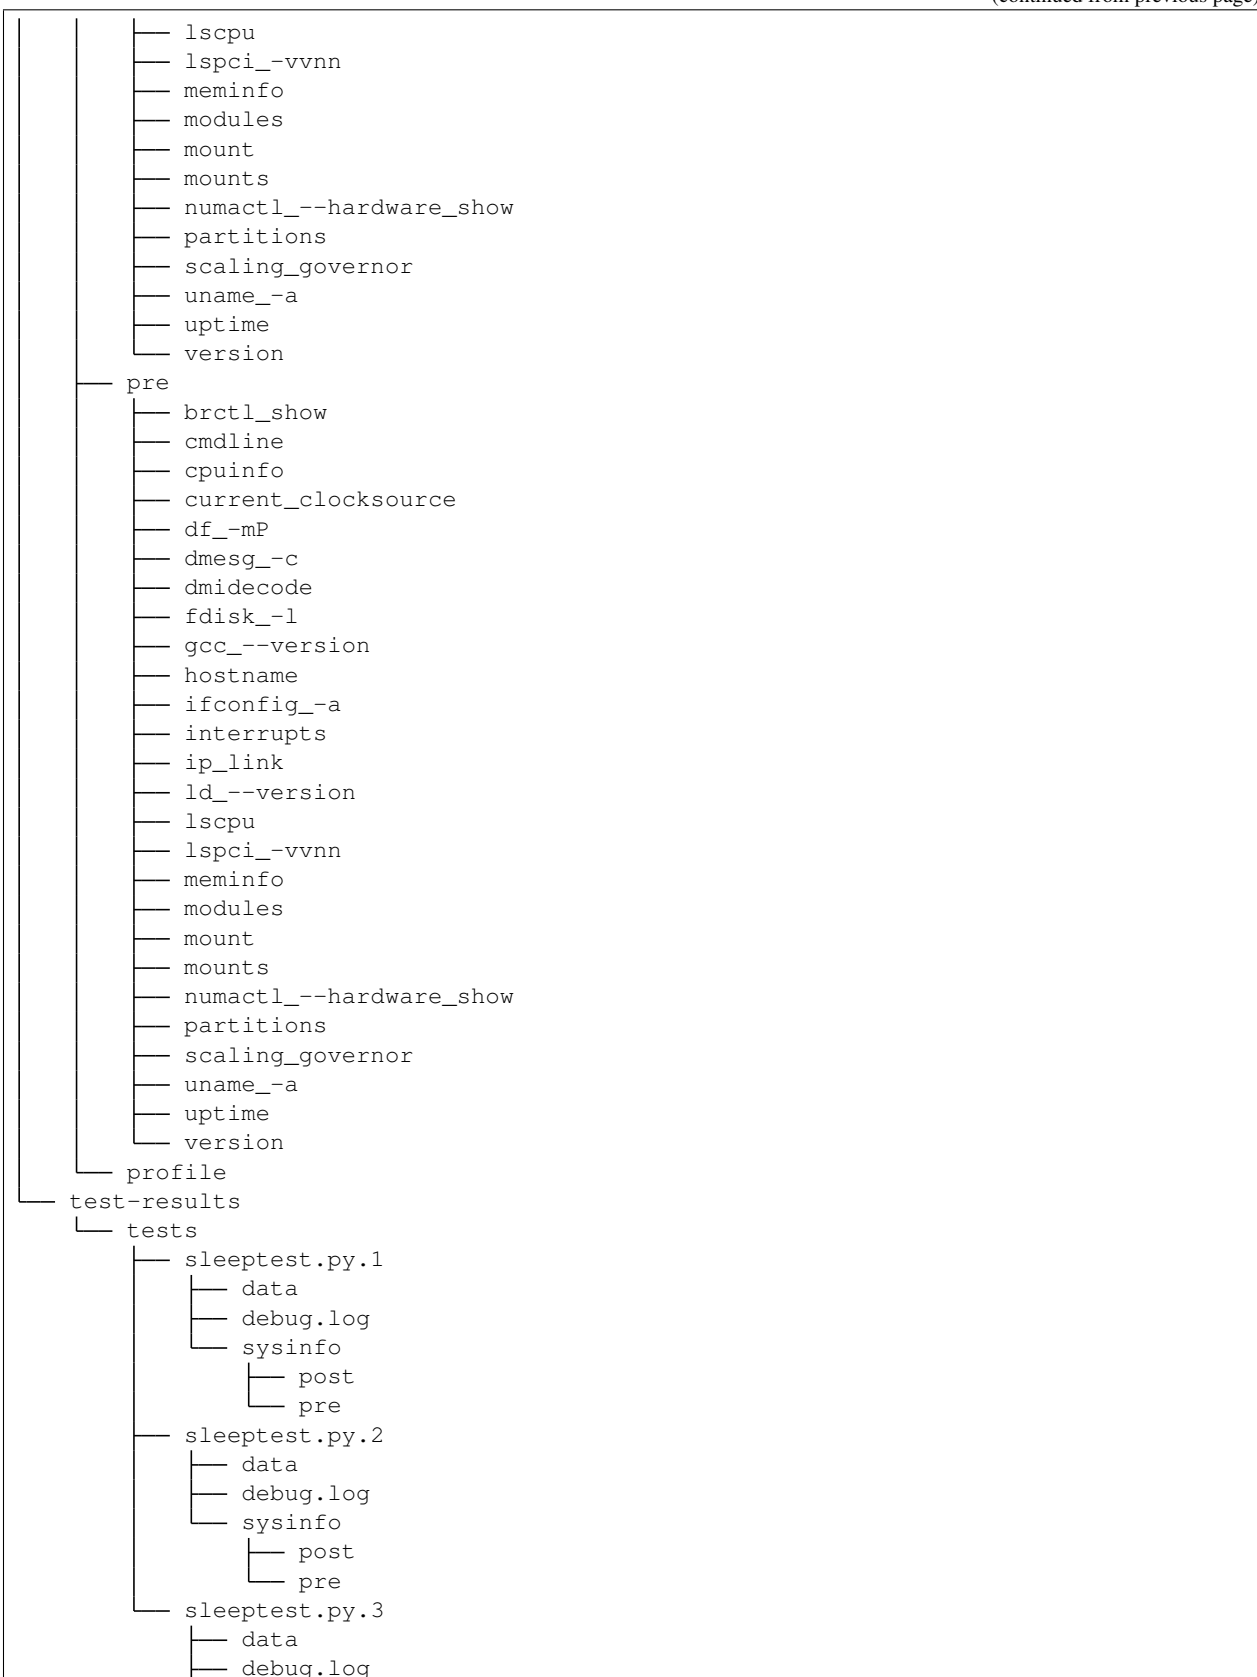 (continued from previous page)
│   │   ├── lscpu
│   │   ├── lspci_-vvnn
│   │   ├── meminfo
│   │   ├── modules
│   │   ├── mount
│   │   ├── mounts
│   │   ├── numactl_--hardware_show
│   │   ├── partitions
│   │   ├── scaling_governor
│   │   ├── uname_-a
│   │   ├── uptime
│   │   └── version
│   ├── pre
│   │   ├── brctl_show
│   │   ├── cmdline
│   │   ├── cpuinfo
│   │   ├── current_clocksource
│   │   ├── df_-mP
│   │   ├── dmesg_-c
│   │   ├── dmidecode
│   │   ├── fdisk_-l
│   │   ├── gcc_--version
│   │   ├── hostname
│   │   ├── ifconfig_-a
│   │   ├── interrupts
│   │   ├── ip_link
│   │   ├── ld_--version
│   │   ├── lscpu
│   │   ├── lspci_-vvnn
│   │   ├── meminfo
│   │   ├── modules
│   │   ├── mount
│   │   ├── mounts
│   │   ├── numactl_--hardware_show
│   │   ├── partitions
│   │   ├── scaling_governor
│   │   ├── uname_-a
│   │   ├── uptime
│   │   └── version
│   └── profile
└── test-results
    └── tests
        ├── sleeptest.py.1
        │   ├── data
        │   ├── debug.log
        │   └── sysinfo
        │       ├── post
        │       └── pre
        ├── sleeptest.py.2
        │   ├── data
        │   ├── debug.log
        │   └── sysinfo
        │       ├── post
        │       └── pre
        └── sleeptest.py.3
            ├── data
            ├── debug.log